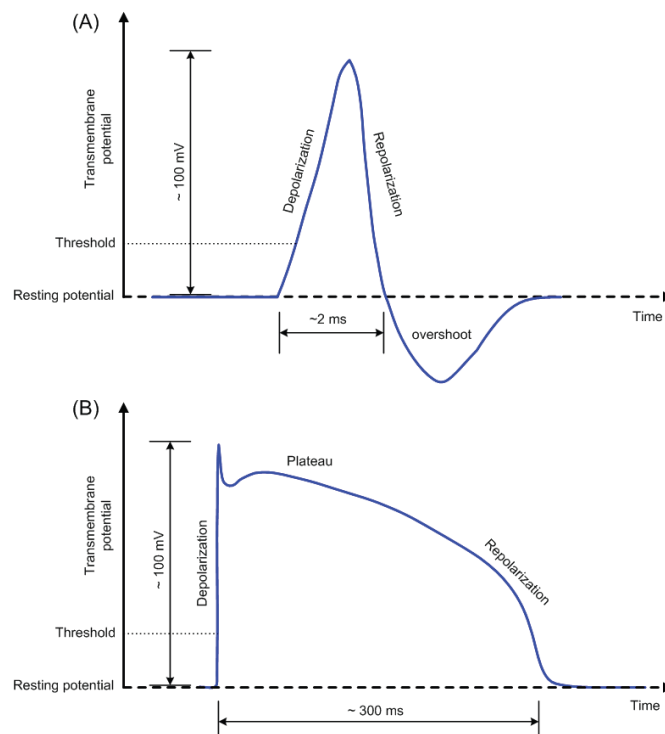 (A)
Transmembrane
potential
~ 100 mV
Depolarization
Repolarization
Threshold
Resting potential
Time
~2 ms
overshoot
(B)
Plateau
Transmembrane
potential
~ 100 mV
Depolarization
Repolarization
Threshold
Resting potential
Time
~ 300 ms